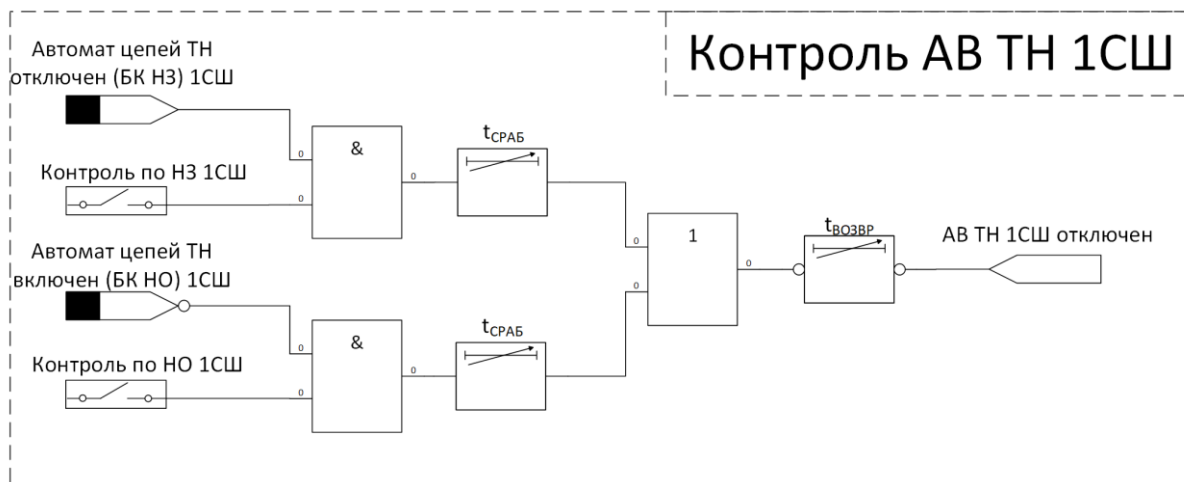 Контроль АВ ТН 1СШ
Автомат цепей ТН
отключен (БК НЗ) 1СШ
Контроль по НЗ 1СШ
0
0
&
0
tСРАБ
Автомат цепей ТН
включен (БК НО) 1СШ
Контроль по НО 1СШ
0
0
&
0
tСРАБ
0
0
1
0
tВОЗВР
АВ ТН 1СШ отключен